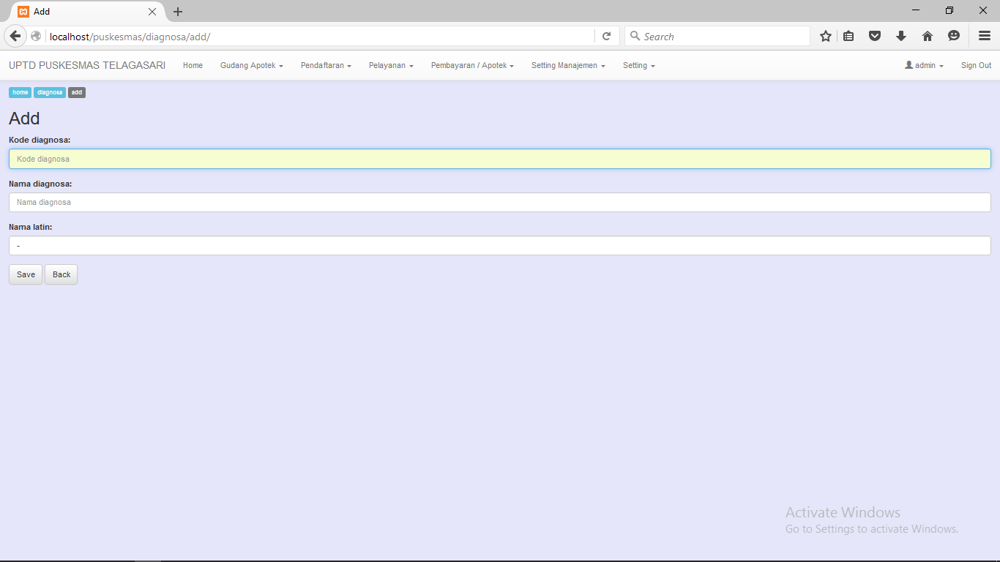 Add
localhost/puskesmas/diagnosa/add/
Search
UPTD PUSKESMAS TELAGASARI Home Gudang Apotek Pendaftaran Pelayanan Pembayaran / Apotek Setting Manajemen Setting admin Sign Out
home diagnosa add
Add
Kode diagnosa:
Kode diagnosa
Nama diagnosa:
Nama diagnosa
Nama latin:
-
Save Back
Activate Windows
Go to Settings to activate Windows.